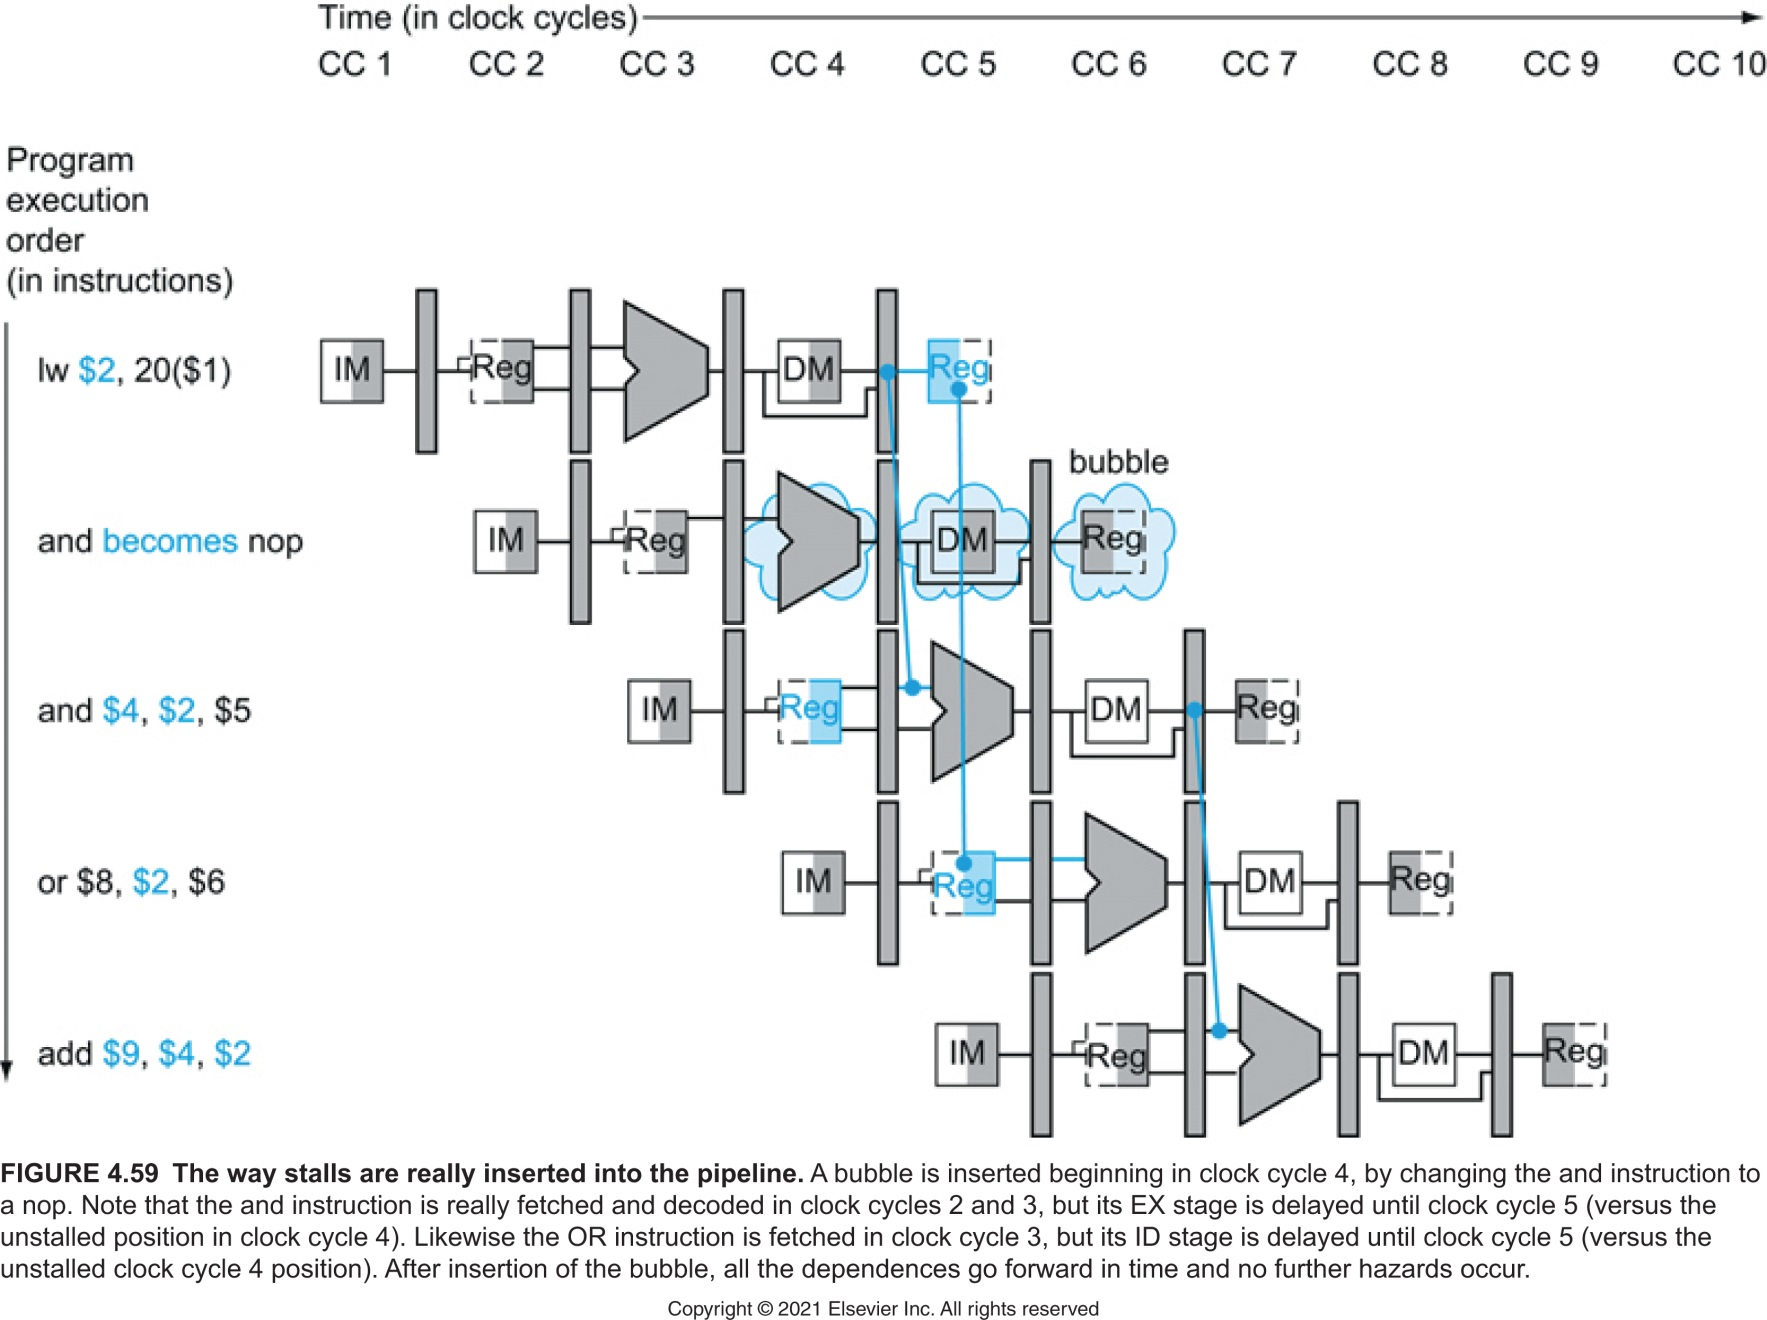 Time (in clock cycles)
CC 1 CC 2 CC 3 CC 4 CC 5 CC 6 CC 7 CC 8 CC 9 CC 10
Program
execution
order
(in instructions)
lw $2, 20($1)
IM Reg DM Reg
bubble
and becomes nop
IM Reg DM Reg
and $4, $2, $5
IM Reg DM Reg
or $8, $2, $6
IM Reg DM Reg
add $9, $4, $2
IM Reg DM Reg
FIGURE 4.59 The way stalls are really inserted into the pipeline. A bubble is inserted beginning in clock cycle 4, by changing the and instruction to
a nop. Note that the and instruction is really fetched and decoded in clock cycles 2 and 3, but its EX stage is delayed until clock cycle 5 (versus the
unstalled position in clock cycle 4). Likewise the OR instruction is fetched in clock cycle 3, but its ID stage is delayed until clock cycle 5 (versus the
unstalled clock cycle 4 position). After insertion of the bubble, all the dependences go forward in time and no further hazards occur.
Copyright © 2021 Elsevier Inc. All rights reserved